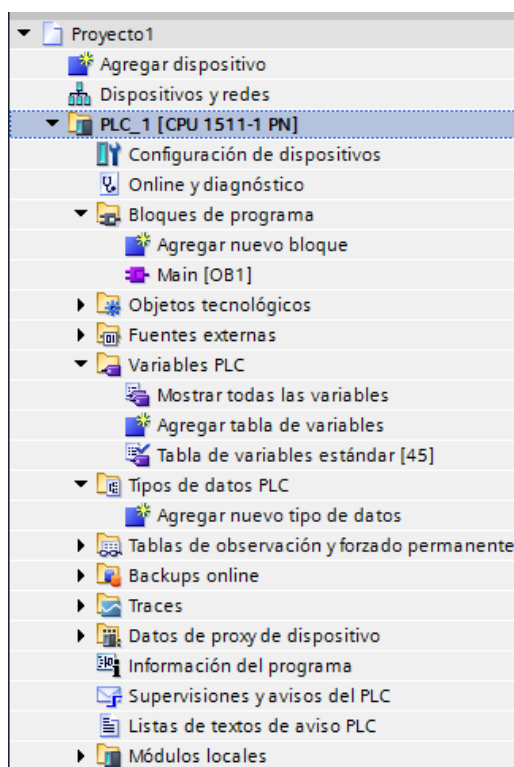 Proyecto1
Agregar dispositivo
Dispositivos y redes
PLC_1 [CPU 1511-1 PN]
Configuración de dispositivos
Online y diagnóstico
Bloques de programa
Agregar nuevo bloque
Main [OB1]
Objetos tecnológicos
Fuentes externas
Variables PLC
Mostrar todas las variables
Agregar tabla de variables
Tabla de variables estándar [45]
Tipos de datos PLC
Agregar nuevo tipo de datos
Tablas de observación y forzado permanente
Backups online
Traces
Datos de proxy de dispositivo
Información del programa
Supervisiones y avisos del PLC
Listas de textos de aviso PLC
Módulos locales